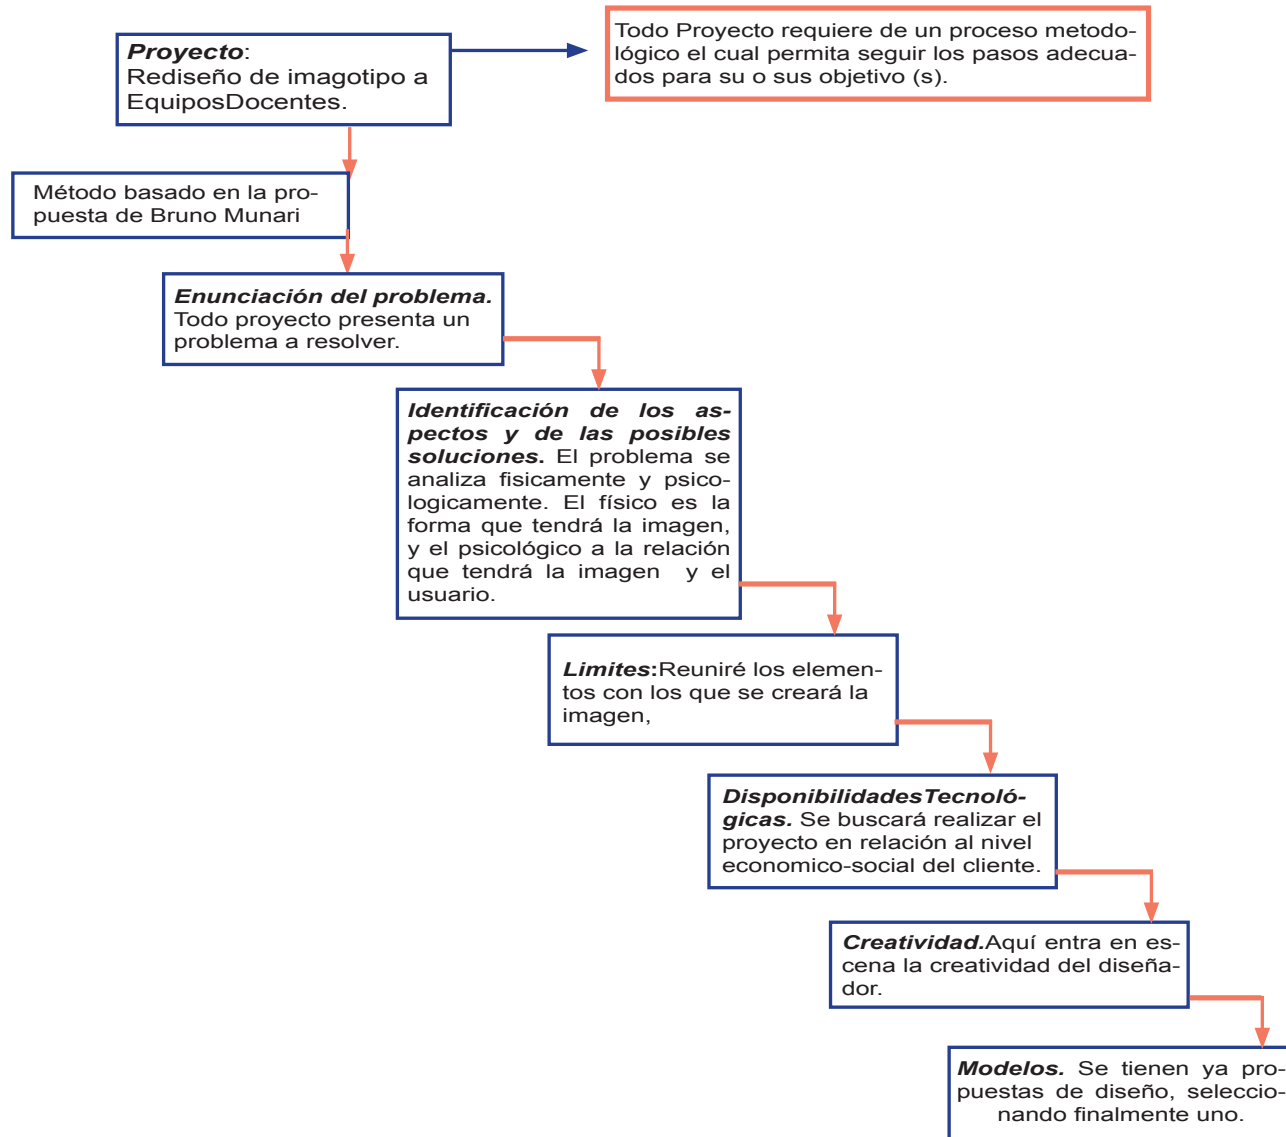 Proyecto:
Rediseño de imagotipo a
EquiposDocentes.
Todo Proyecto requiere de un proceso metodo-
lógico el cual permita seguir los pasos adecua-
dos para su o sus objetivo (s).
Método basado en la pro-
puesta de Bruno Munari
Enunciación del problema.
Todo proyecto presenta un
problema a resolver.
Identificación de los as-
pectos y de las posibles
soluciones. El problema se
analiza fisicamente y psico-
logicamente. El físico es la
forma que tendrá la imagen,
y el psicológico a la relación
que tendrá la imagen y el
usuario.
Limites:Reuniré los elemen-
tos con los que se creará la
imagen,
DisponibilidadesTecnoló-
gicas. Se buscará realizar el
proyecto en relación al nivel
economico-social del cliente.
Creatividad.Aquí entra en es-
cena la creatividad del diseña-
dor.
Modelos. Se tienen ya pro-
puestas de diseño, seleccio-
nando finalmente uno.